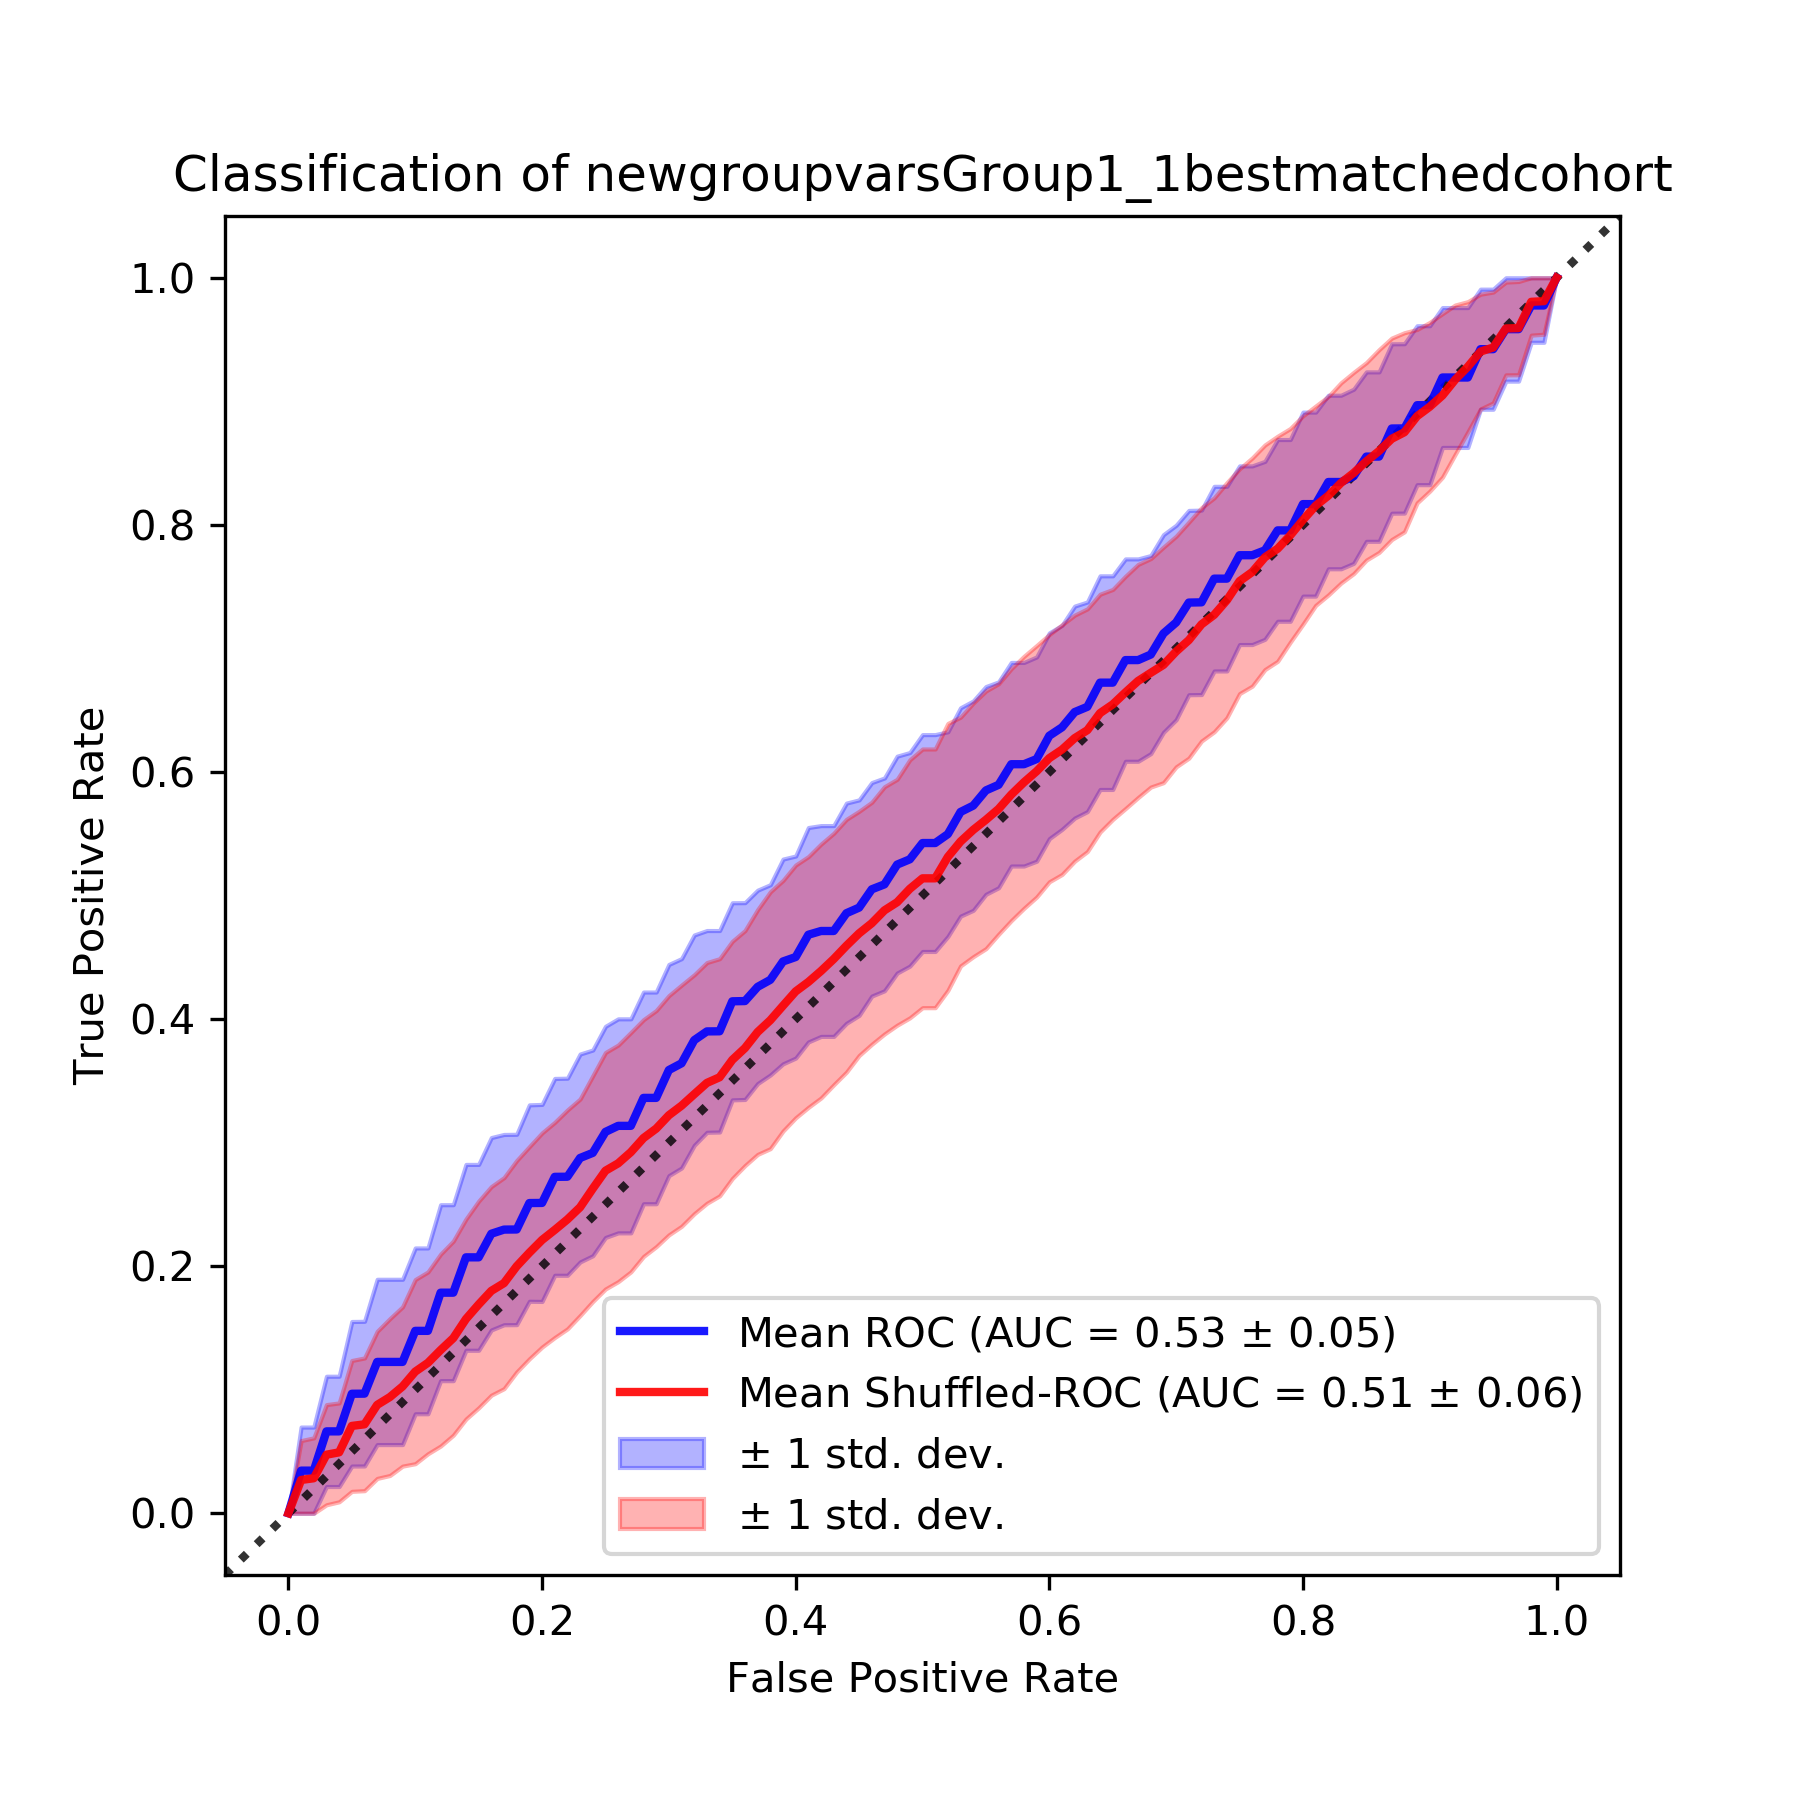 Classification of newgroupvarsGroup1_1bestmatchedcohort
1.0
0.8
0.6
0.4
0.2
0.0
True Positive Rate
Mean ROC (AUC = 0.53 ± 0.05)
Mean Shuffled-ROC (AUC = 0.51 ± 0.06)
± 1 std. dev.
± 1 std. dev.
0.0 0.2 0.4 0.6 0.8 1.0
False Positive Rate